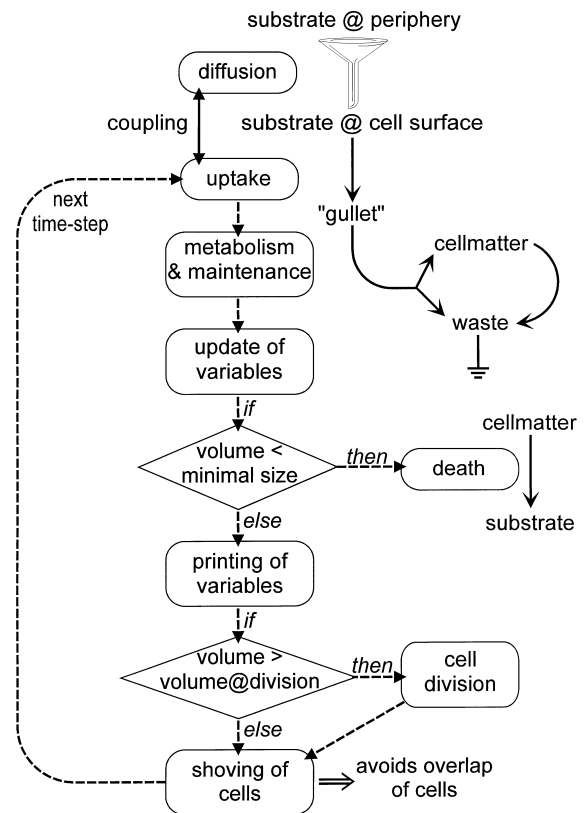 substrate @ periphery
diffusion
coupling
substrate @ cell surface
uptake
next
time-step
"gullet"
metabolism
& maintenance
cellmatter
waste
update of
variables
if
volume <
minimal size
then
death
cellmatter
substrate
else
printing of
variables
if
volume >
volume@division
then
cell
division
else
shoving of
cells
avoids overlap
of cells